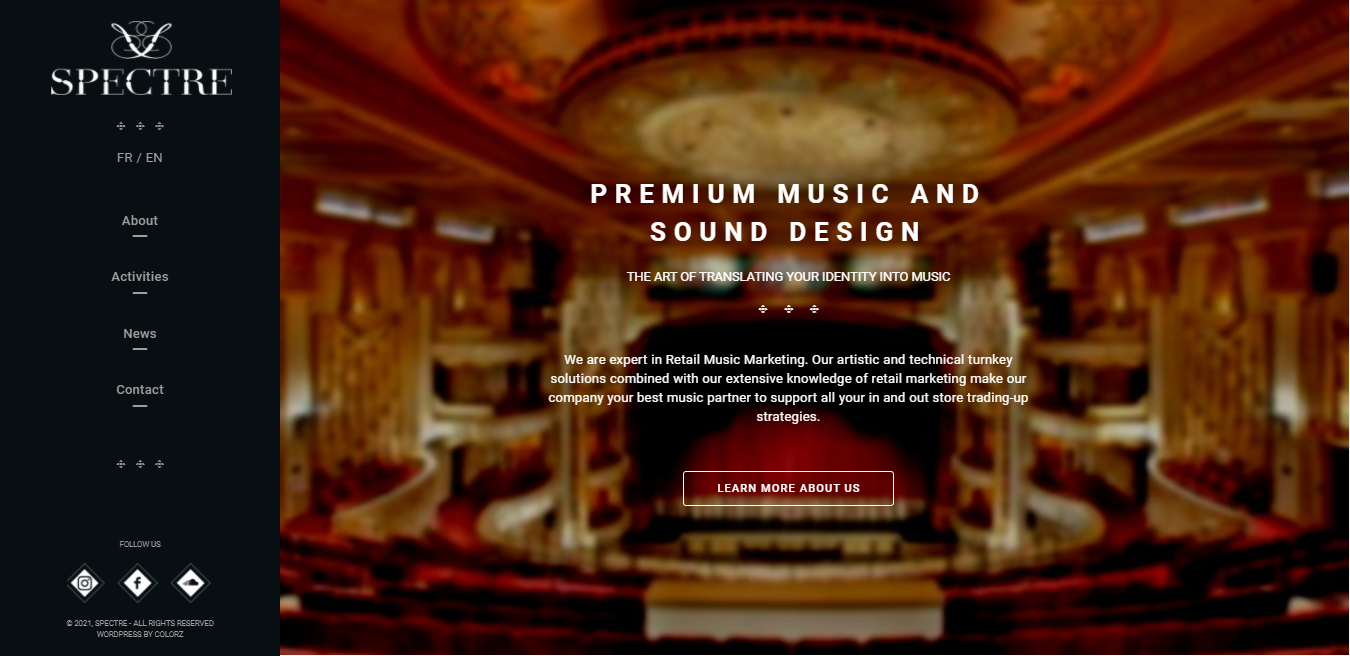 SPECTRE
FR / EN
About
Activities
News
Contact
FOLLOW US
© 2021, SPECTRE - ALL RIGHTS RESERVED
WORDPRESS BY COLORZ
PREMIUM MUSIC AND
SOUND DESIGN
THE ART OF TRANSLATING YOUR IDENTITY INTO MUSIC
We are expert in Retail Music Marketing. Our artistic and technical turnkey
solutions combined with our extensive knowledge of retail marketing make our
company your best music partner to support all your in and out store trading-up
strategies.
LEARN MORE ABOUT US